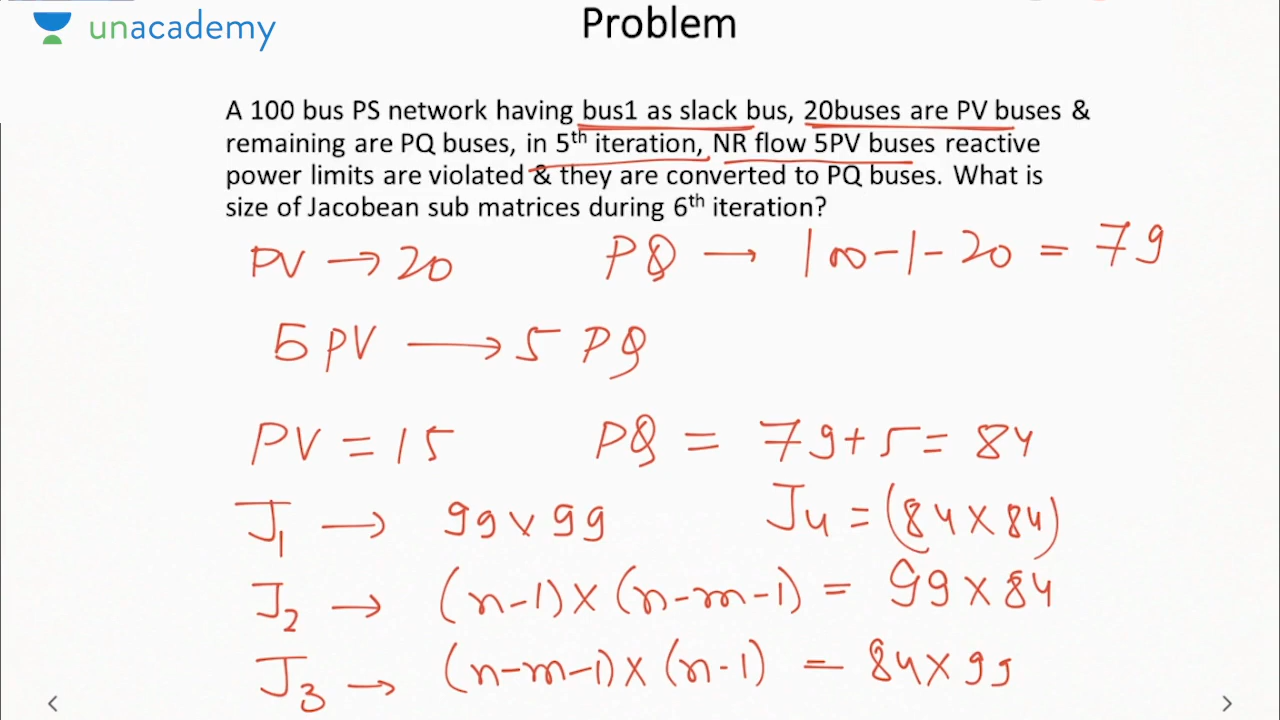 unacademy
Problem
A 100 bus PS network having bus1 as slack bus, 20buses are PV buses &
remaining are PQ buses, in 5th iteration, NR flow 5PV buses reactive
power limits are violated & they are converted to PQ buses. What is
size of Jacobean sub matrices during 6th iteration?
PV → 20 PQ → 100-1-20 = 79
5 PV → 5 PQ
PV = 15 PQ = 79+5 = 84
J1 → 99×99 J4 = (84×84)
J2 → (n-1)×(n-m-1) = 99×84
J3 → (n-m-1)×(n-1) = 84×99